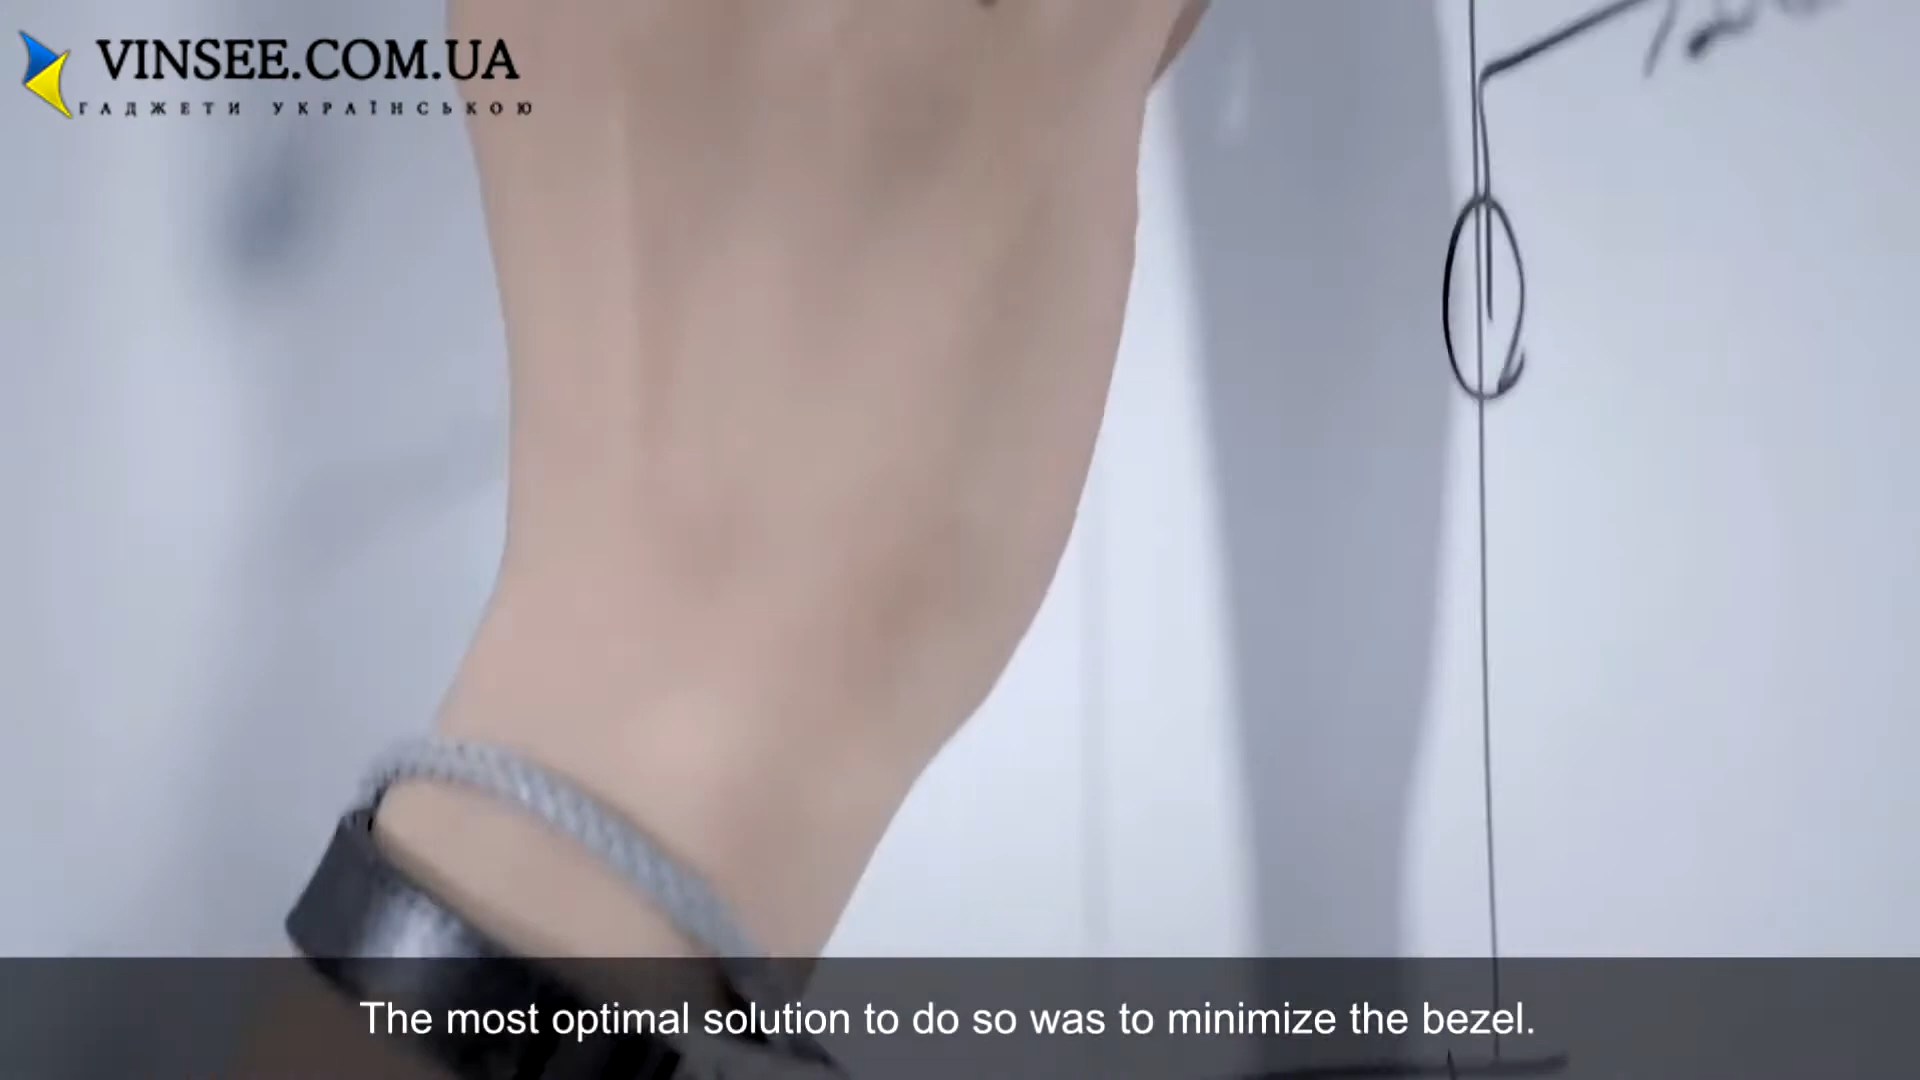 VINSEE.COM.UA
ГАДЖЕТИ УКРАЇНСЬКОЮ
The most optimal solution to do so was to minimize the bezel.